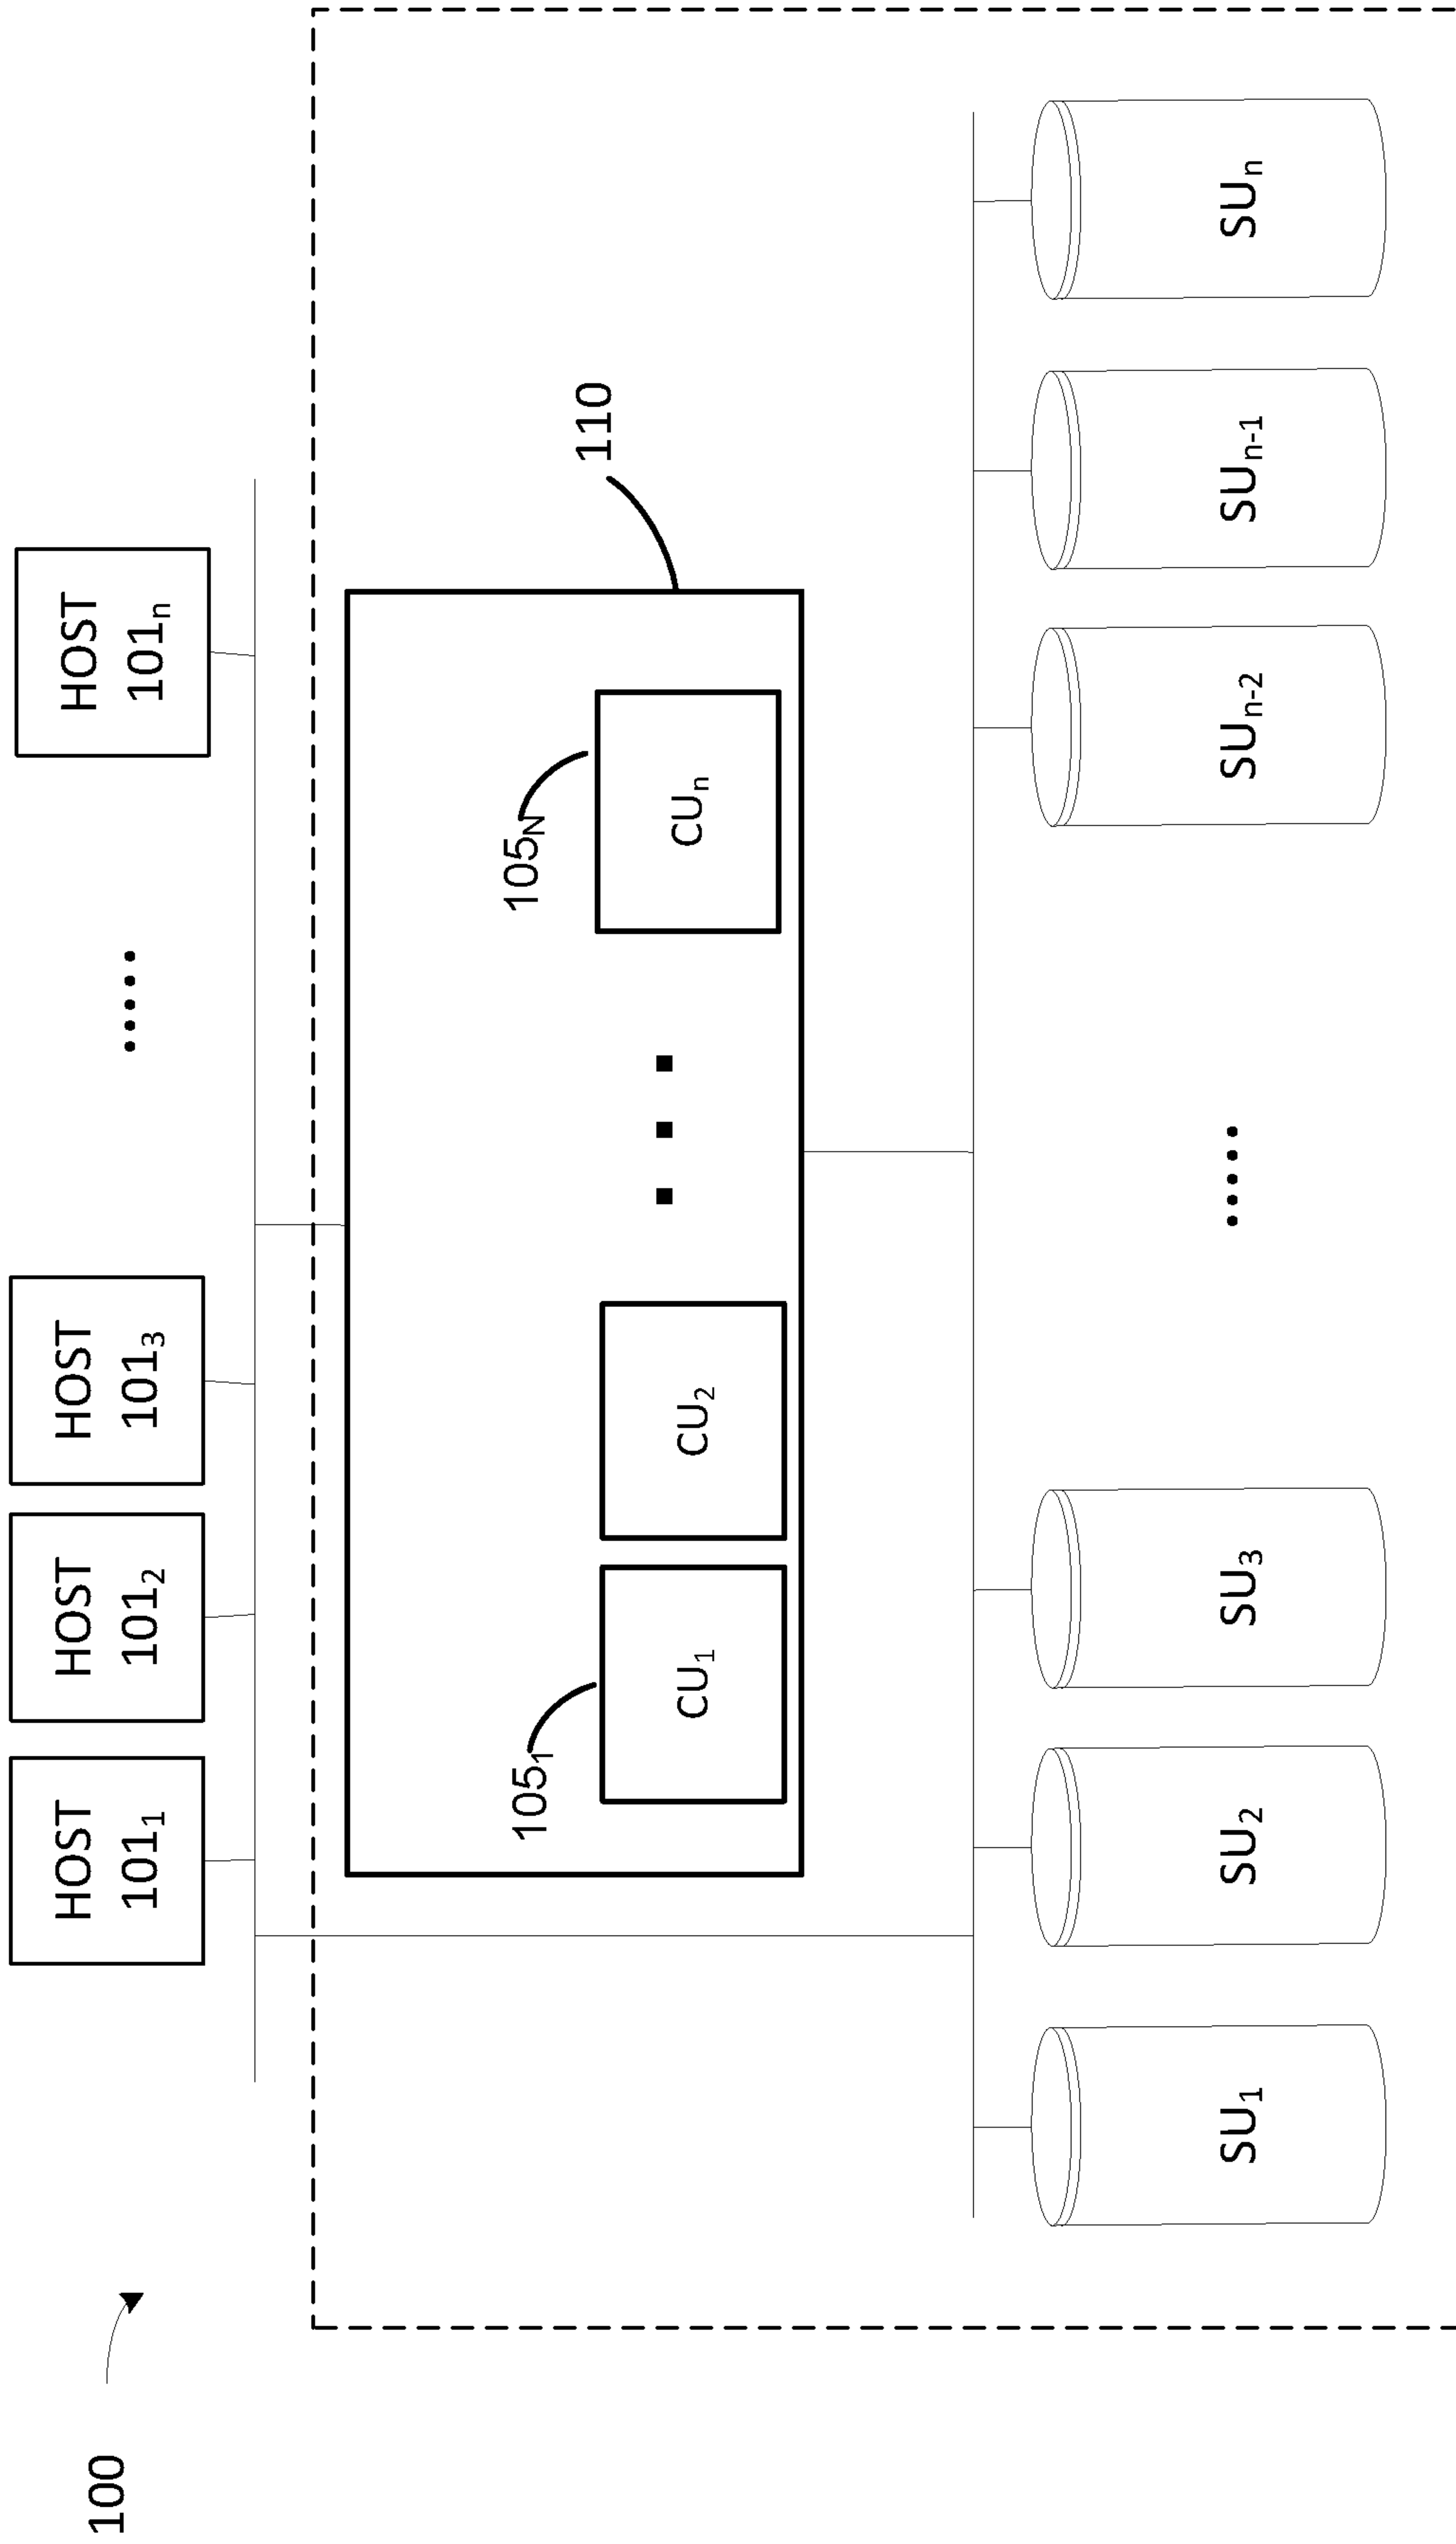 100
HOST
101₁
HOST
101₂
HOST
101₃
.....
HOST
101ₙ
110
105₁
CU₁
CU₂
105_N
CUₙ
SU₁
SU₂
SU₃
.....
SUₙ₋₂
SUₙ₋₁
SUₙ